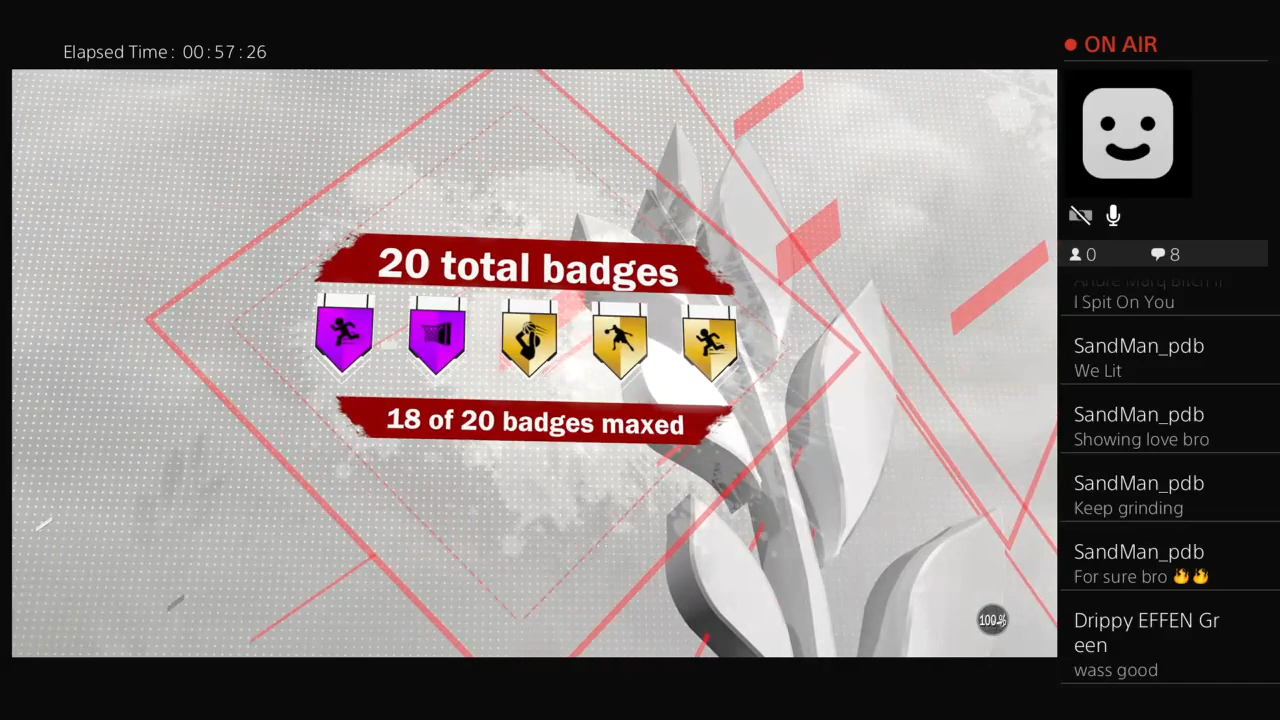 Elapsed Time: 00:57:26
ON AIR
20 total badges
18 of 20 badges maxed
100%
0 8
I Spit On You
SandMan_pdb
We Lit
SandMan_pdb
Showing love bro
SandMan_pdb
Keep grinding
SandMan_pdb
For sure bro 🔥🔥
Drippy EFFEN Gr
een
wass good